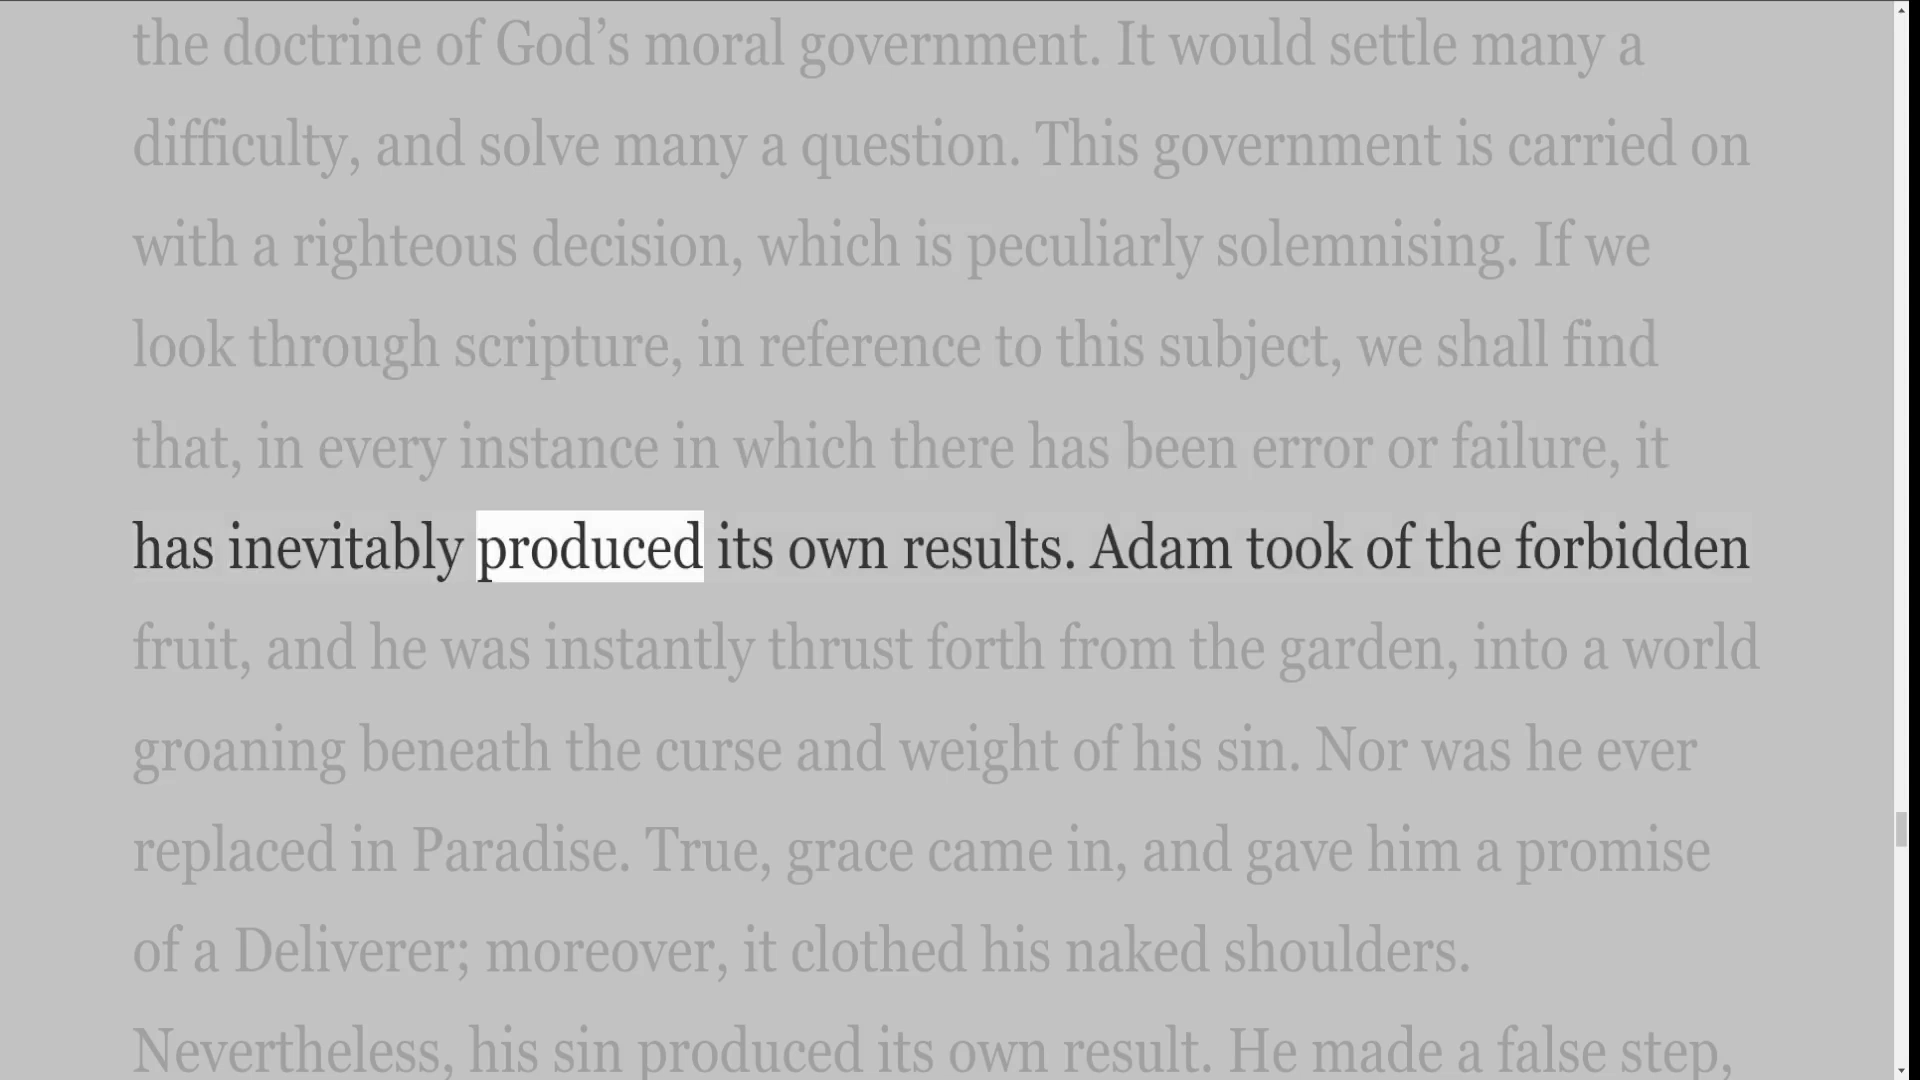 the doctrine of God’s moral government. It would settle many a
difficulty, and solve many a question. This government is carried on
with a righteous decision, which is peculiarly solemnising. If we
look through scripture, in reference to this subject, we shall find
that, in every instance in which there has been error or failure, it
has inevitably produced its own results. Adam took of the forbidden
fruit, and he was instantly thrust forth from the garden, into a world
groaning beneath the curse and weight of his sin. Nor was he ever
replaced in Paradise. True, grace came in, and gave him a promise
of a Deliverer; moreover, it clothed his naked shoulders.
Nevertheless, his sin produced its own result. He made a false step,